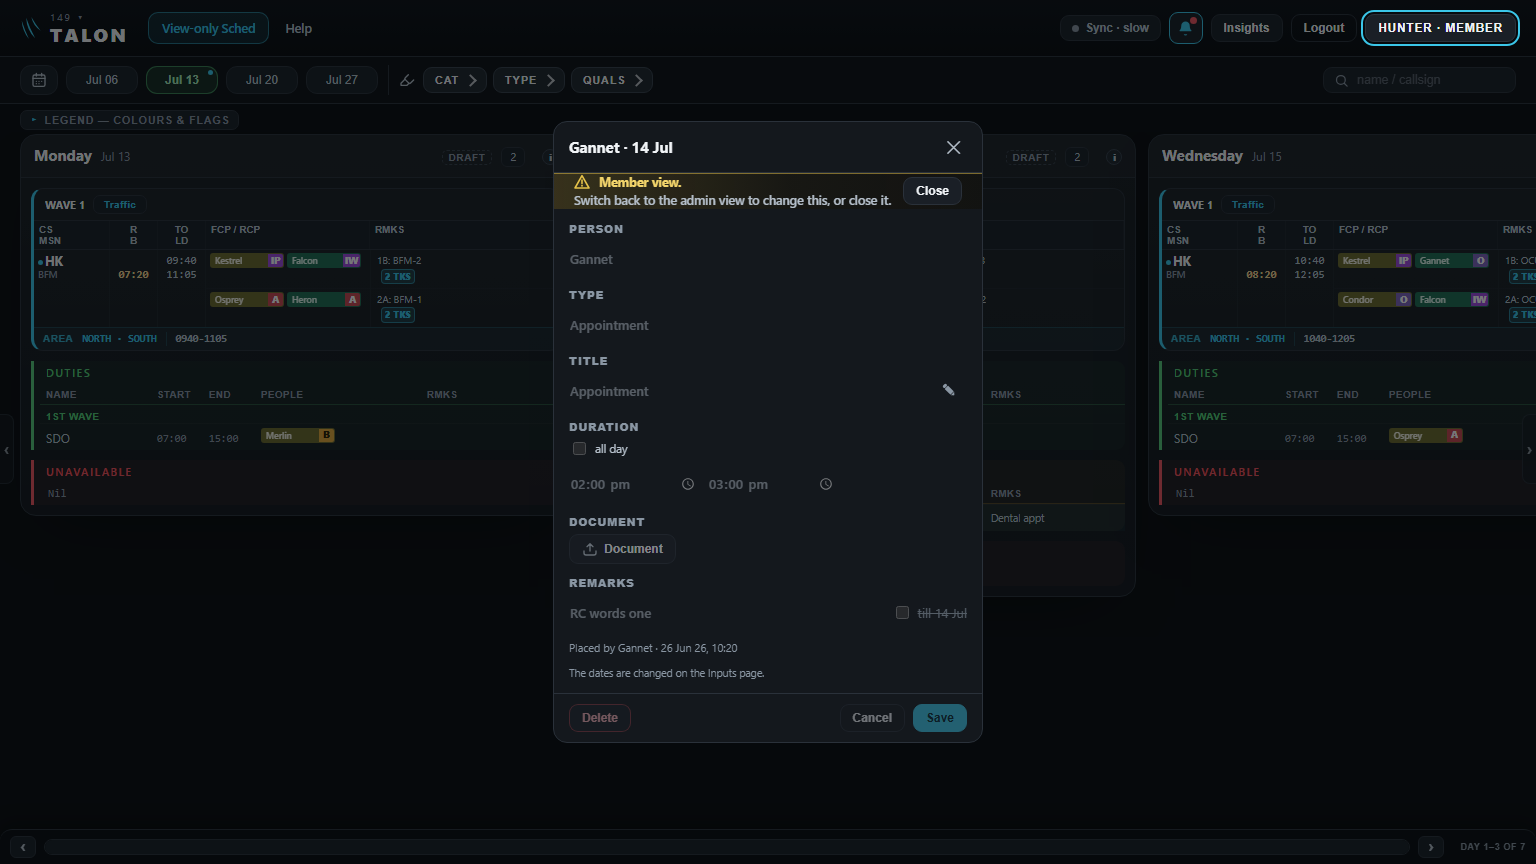 149 ▾
TALON
View-only Sched
Help
Sync · slow
Insights
Logout
HUNTER · MEMBER
Jul 06
Jul 13
Jul 20
Jul 27
CAT
TYPE
QUALS
name / callsign
LEGEND — COLOURS & FLAGS
Monday Jul 13
DRAFT
2
i
WAVE 1 Traffic
CS R TO FCP / RCP RMKS
MSN B LD
HK 09:40 Kestrel IP Falcon IW 1B: BFM-2
BFM 07:20 11:05 2 TKS
Osprey A Heron A 2A: BFM-1
2 TKS
AREA NORTH · SOUTH 0940-1105
DUTIES
NAME START END PEOPLE RMKS
1ST WAVE
SDO 07:00 15:00 Merlin B
UNAVAILABLE
Nil
DRAFT
2
i
RMKS
RMKS
Dental appt
Gannet · 14 Jul
Member view.
Switch back to the admin view to change this, or close it.
Close
PERSON
Gannet
TYPE
Appointment
TITLE
Appointment
DURATION
all day
02:00 pm 03:00 pm
DOCUMENT
Document
REMARKS
RC words one till 14 Jul
Placed by Gannet · 26 Jun 26, 10:20
The dates are changed on the Inputs page.
Delete
Cancel
Save
Wednesday Jul 15
WAVE 1 Traffic
CS R TO FCP / RCP RMKS
MSN B LD
HK 10:40 Kestrel IP Gannet O 1B:
BFM 08:20 12:05 2
Condor O Falcon IW 2A:
2
AREA NORTH · SOUTH 1040-1205
DUTIES
NAME START END PEOPLE
1ST WAVE
SDO 07:00 15:00 Osprey A
UNAVAILABLE
Nil
DAY 1–3 OF 7